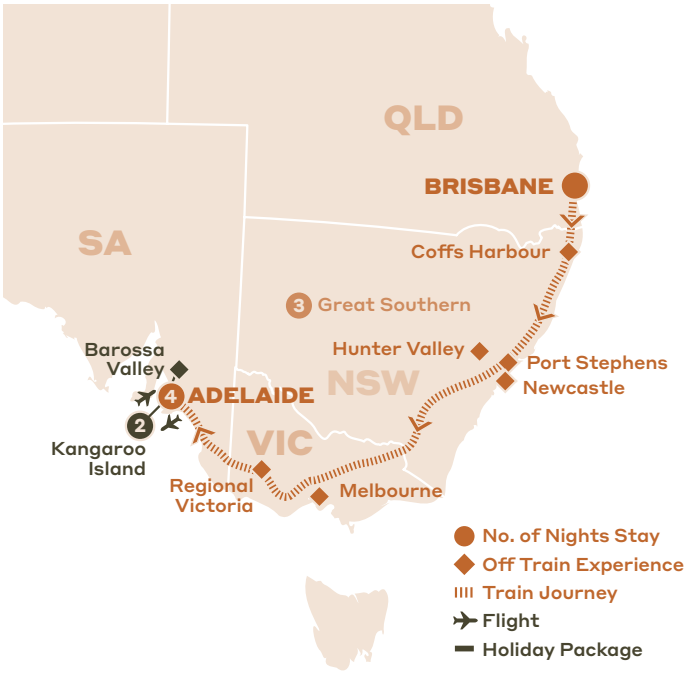 QLD
BRISBANE
SA
Coffs Harbour
3 Great Southern
Barossa
Valley
Hunter Valley
Port Stephens
NSW
Newcastle
4 ADELAIDE
2
Kangaroo
Island
VIC
Regional
Victoria
Melbourne
No. of Nights Stay
Off Train Experience
Train Journey
Flight
Holiday Package